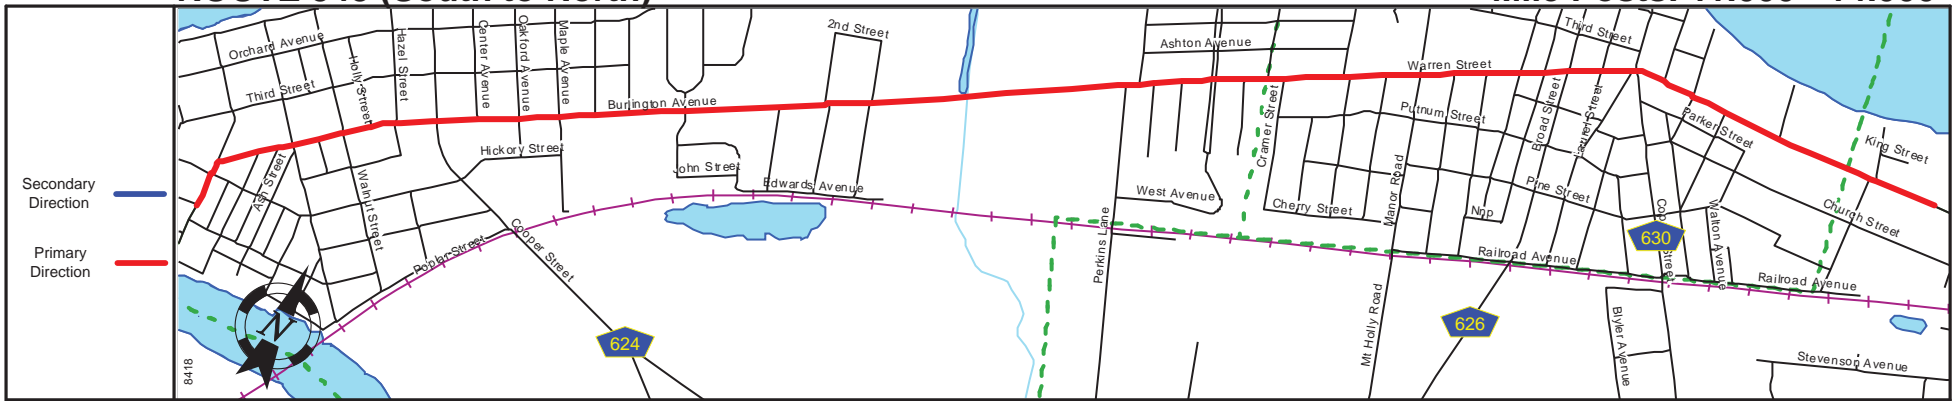 Secondary
Direction
Primary
Direction
Orchard Avenue
Third Street
Holly Street
Hazel Street
Center Avenue
Oakford Avenue
Maple Avenue
2nd Street
Burlington Avenue
Hickory Street
John Street
Edwards Avenue
Ash Street
Walnut Street
Poplar Street
Cooper Street
624
N
8418
Ashton Avenue
Warren Street
Third Street
Cramer Street
Putnum Street
Broad Street
Parker Street
King Street
West Avenue
Cherry Street
Manor Road
Pine Street
Nnp
Perkins Lane
Walton Avenue
Church Street
630
Railroad Avenue
Railroad Avenue
Mt Holly Road
626
Blyler Avenue
Stevenson Avenue